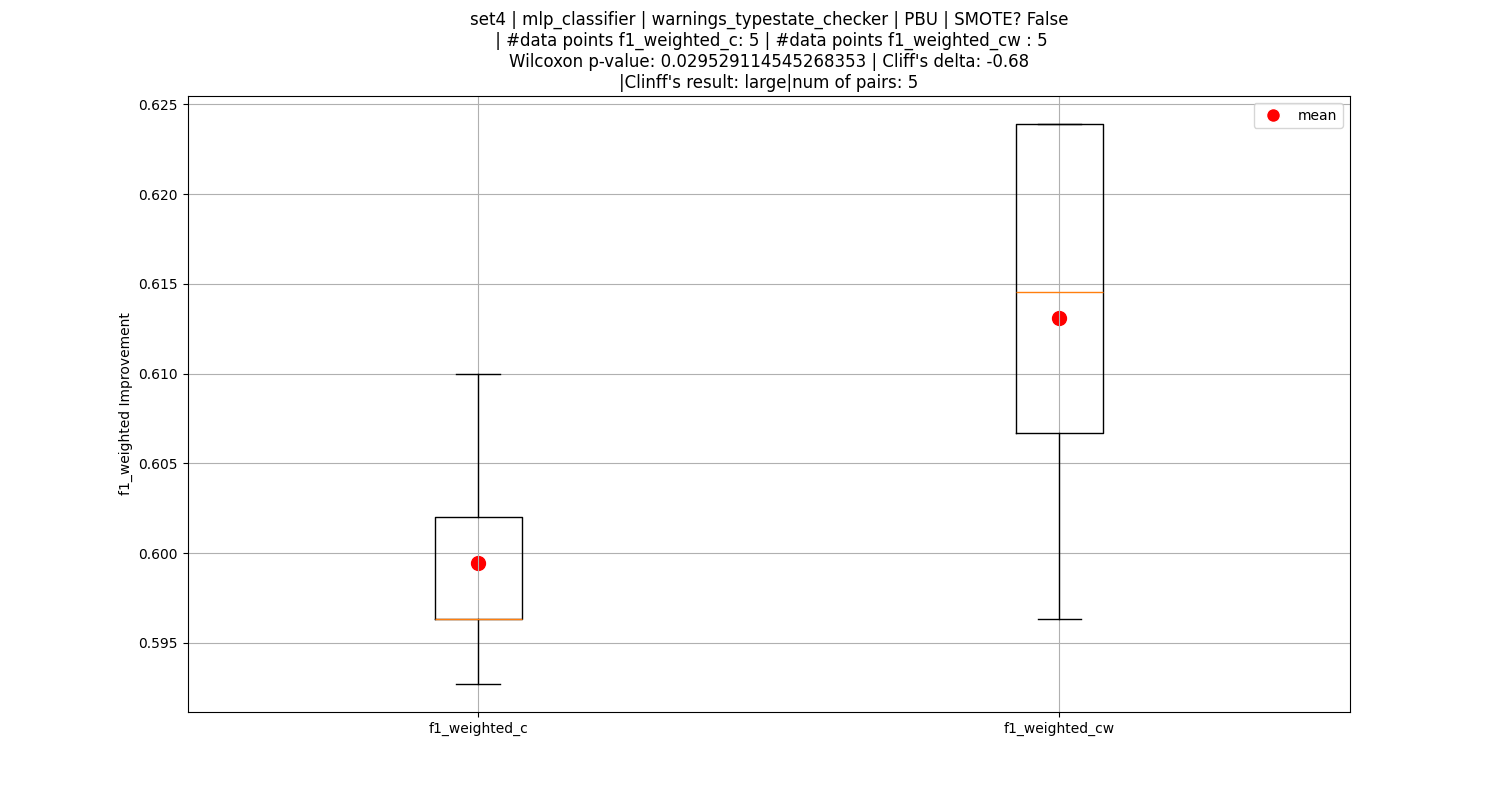 set4 | mlp_classifier | warnings_typestate_checker | PBU | SMOTE? False
| #data points f1_weighted_c: 5 | #data points f1_weighted_cw : 5
Wilcoxon p-value: 0.029529114545268353 | Cliff's delta: -0.68
|Clinff's result: large|num of pairs: 5
mean
0.625
0.620
0.615
0.610
0.605
0.600
0.595
f1_weighted Improvement
f1_weighted_c
f1_weighted_cw